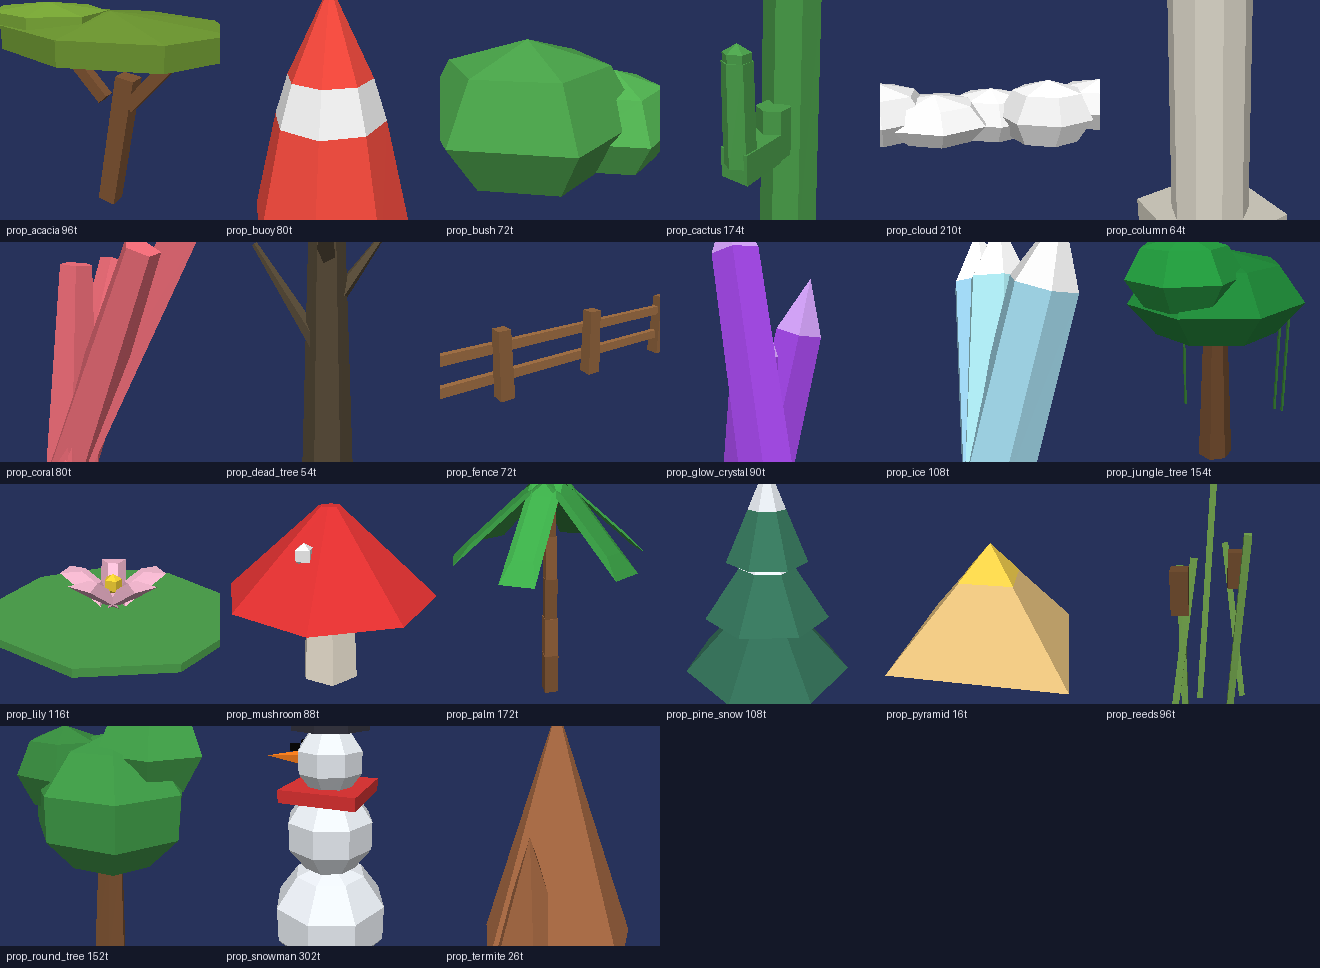 prop_acacia 96t
prop_buoy 80t
prop_bush 72t
prop_cactus 174t
prop_cloud 210t
prop_column 64t
prop_coral 80t
prop_dead_tree 54t
prop_fence 72t
prop_glow_crystal 90t
prop_ice 108t
prop_jungle_tree 154t
prop_lily 116t
prop_mushroom 88t
prop_palm 172t
prop_pine_snow 108t
prop_pyramid 16t
prop_reeds 96t
prop_round_tree 152t
prop_snowman 302t
prop_termite 26t